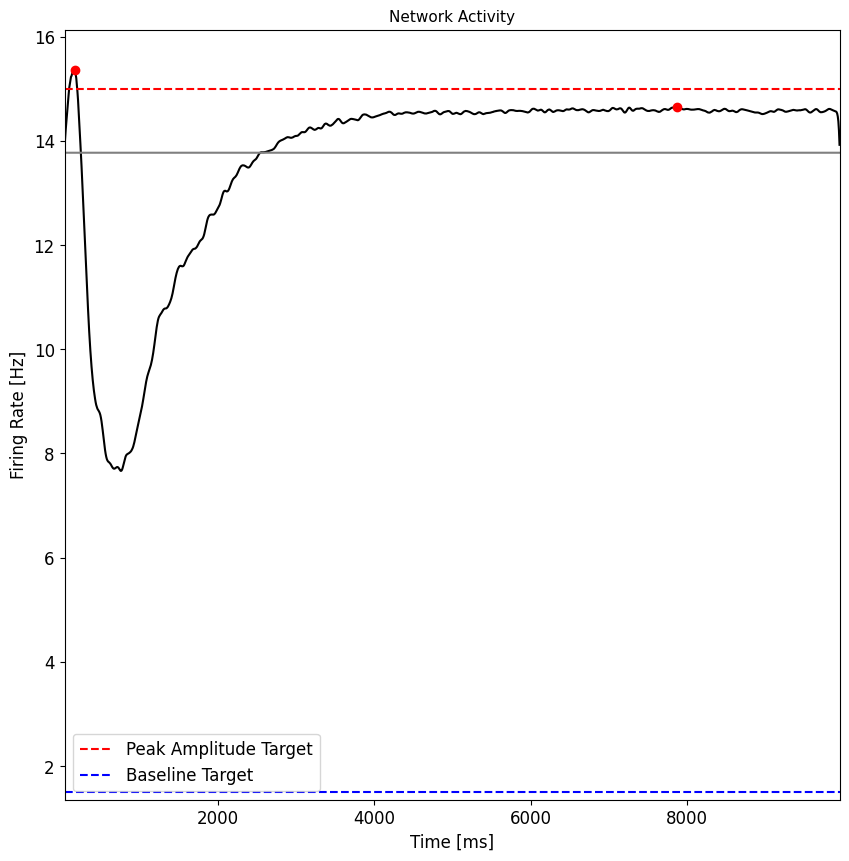 Network Activity
16
14
12
10
8
6
4
2
Firing Rate [Hz]
Peak Amplitude Target
Baseline Target
2000 4000 6000 8000
Time [ms]